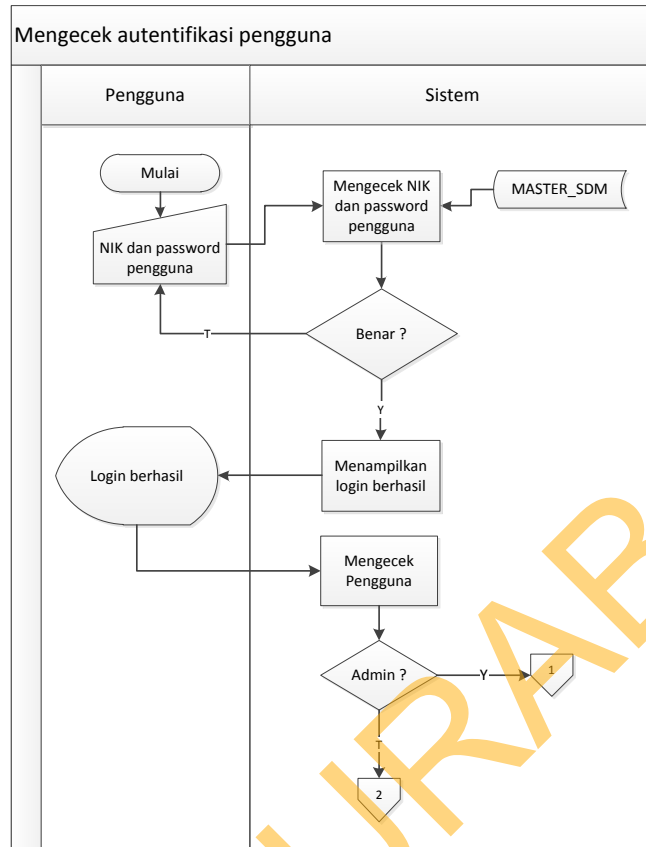 Mengecek autentifikasi pengguna
Pengguna
Sistem
Mulai
NIK dan password
pengguna
Mengecek NIK
dan password
pengguna
MASTER_SDM
Benar ?
T
Y
Menampilkan
login berhasil
Login berhasil
Mengecek
Pengguna
Admin ?
Y
1
T
2
URAB